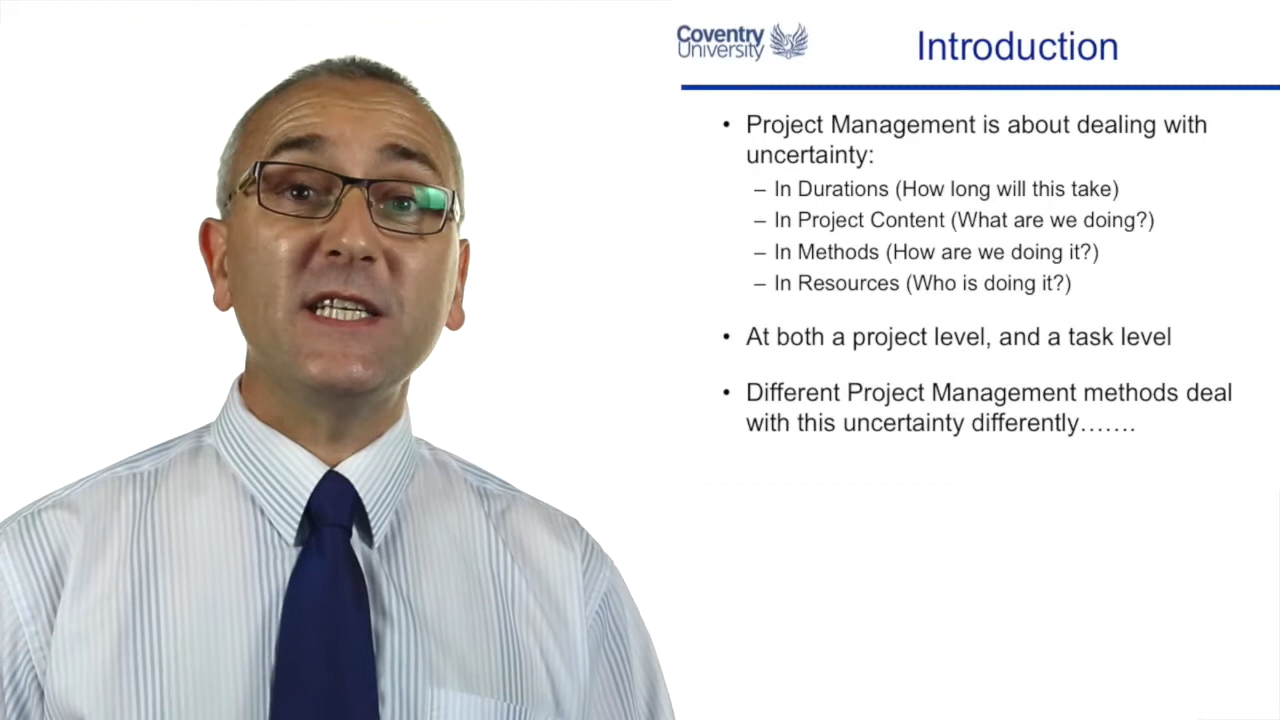 Coventry
University
Introduction
• Project Management is about dealing with
uncertainty:
– In Durations (How long will this take)
– In Project Content (What are we doing?)
– In Methods (How are we doing it?)
– In Resources (Who is doing it?)
• At both a project level, and a task level
• Different Project Management methods deal
with this uncertainty differently…….